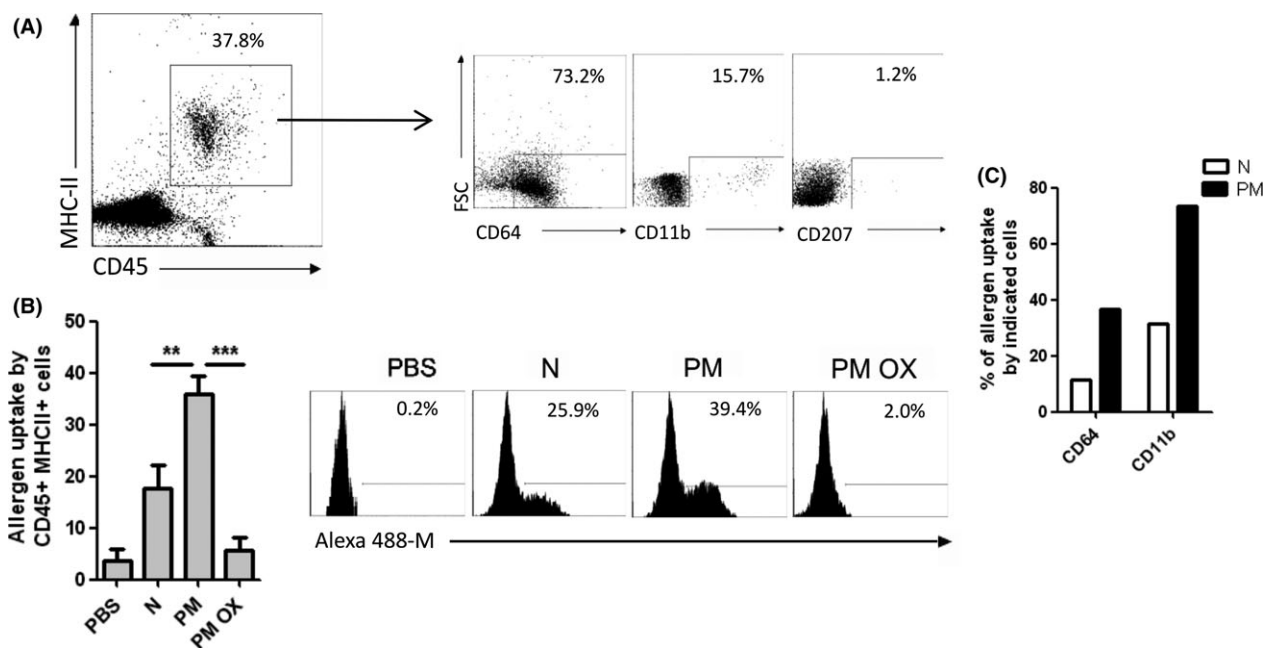 (A)
MHC-II
37.8%
CD45
FSC
73.2%
15.7%
1.2%
CD64
CD11b
CD207
(B)
Allergen uptake by
CD45+ MHCII+ cells
50
40
30
20
10
0
**
***
PBS
N
PM
PM OX
PBS
N
PM
PM OX
0.2%
25.9%
39.4%
2.0%
Alexa 488-M
(C)
N
PM
% of allergen uptake
by indicated cells
80
60
40
20
0
CD64
CD11b